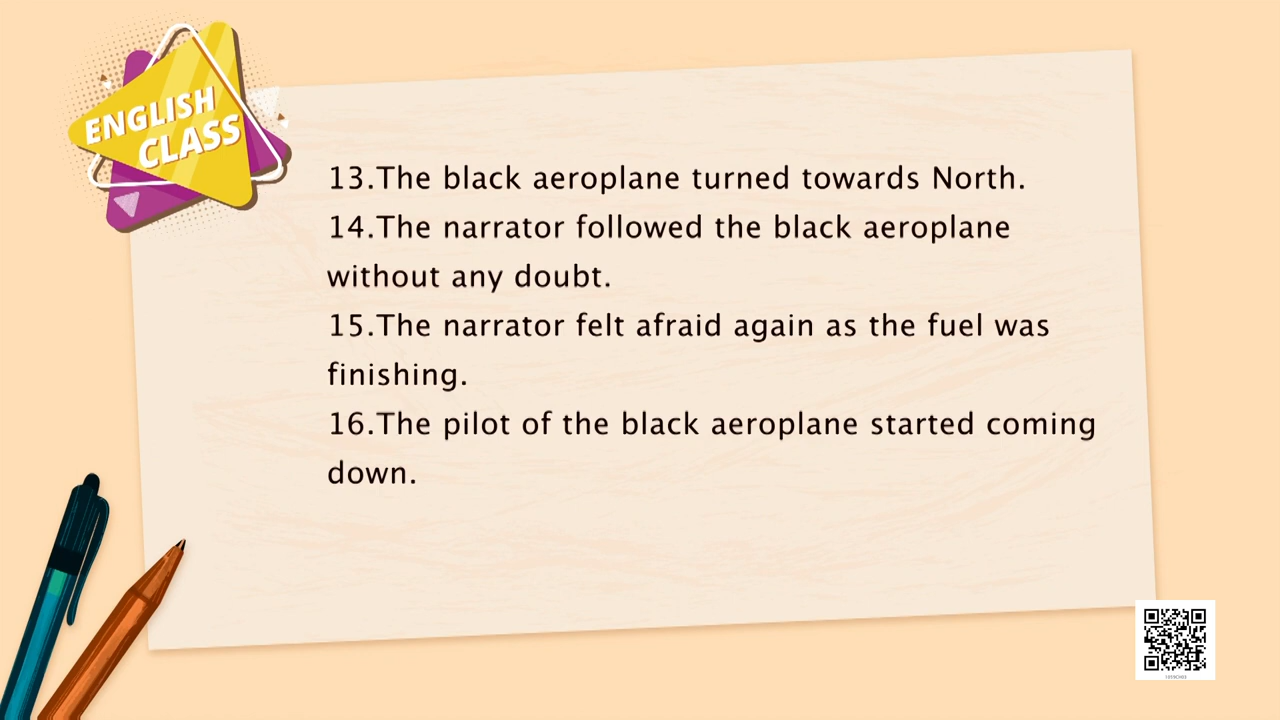 ENGLISH
CLASS
13.The black aeroplane turned towards North.
14.The narrator followed the black aeroplane
without any doubt.
15.The narrator felt afraid again as the fuel was
finishing.
16.The pilot of the black aeroplane started coming
down.